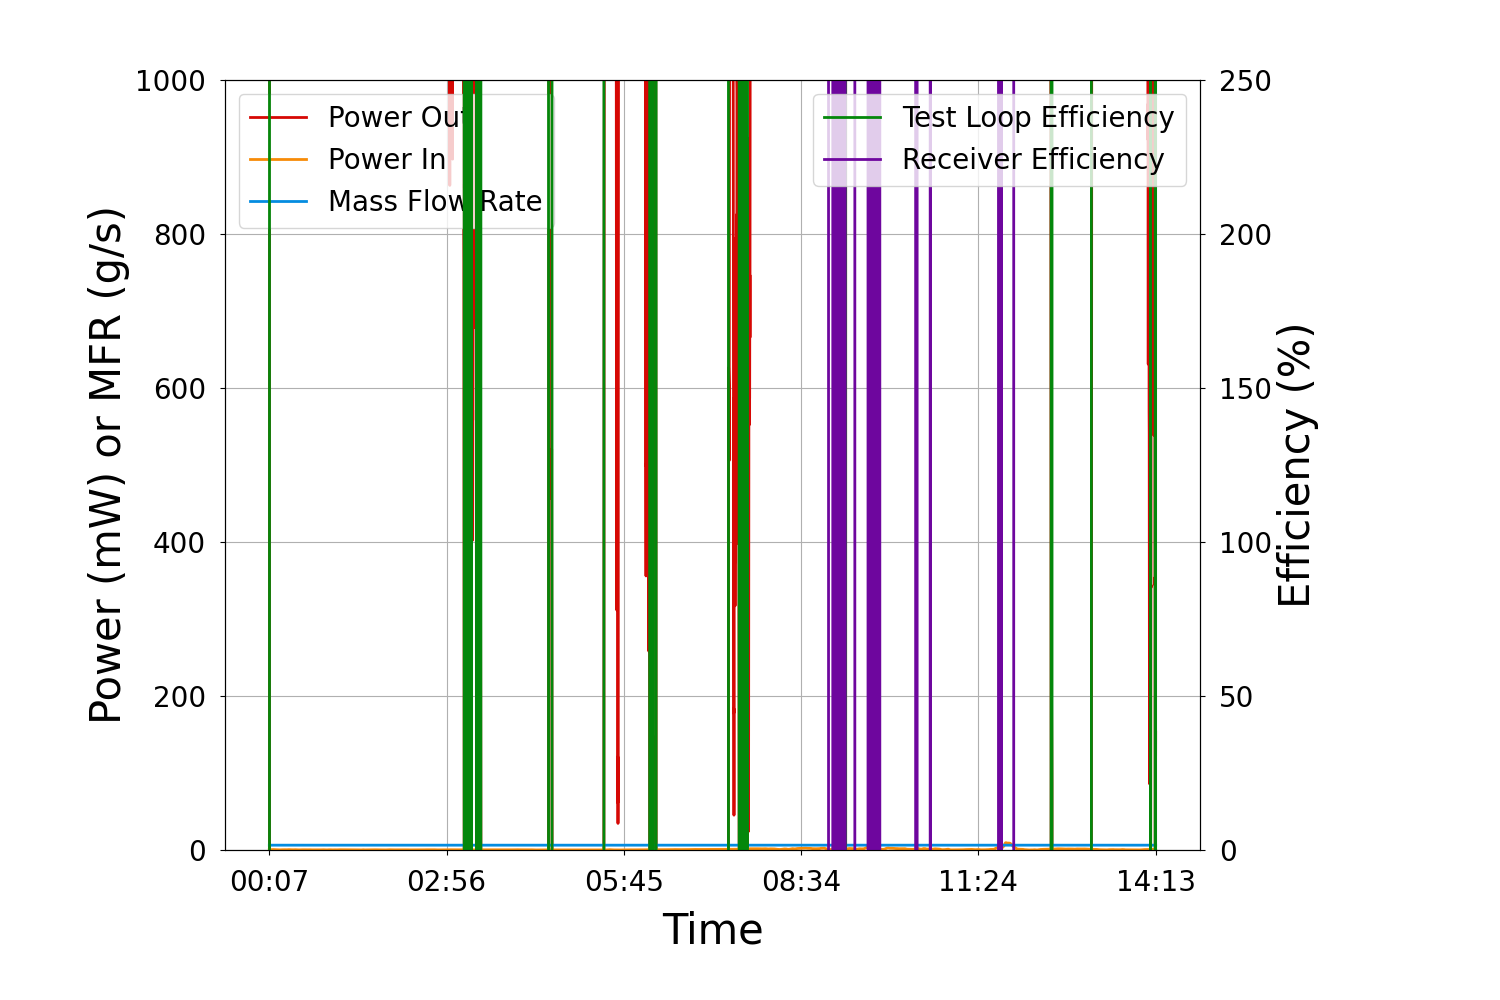 1000
800
600
400
200
0
Power (mW) or MFR (g/s)
Power Out
Power In
Mass Flow Rate
Test Loop Efficiency
Receiver Efficiency
250
200
150
100
50
0
Efficiency (%)
00:07 02:56 05:45 08:34 11:24 14:13
Time